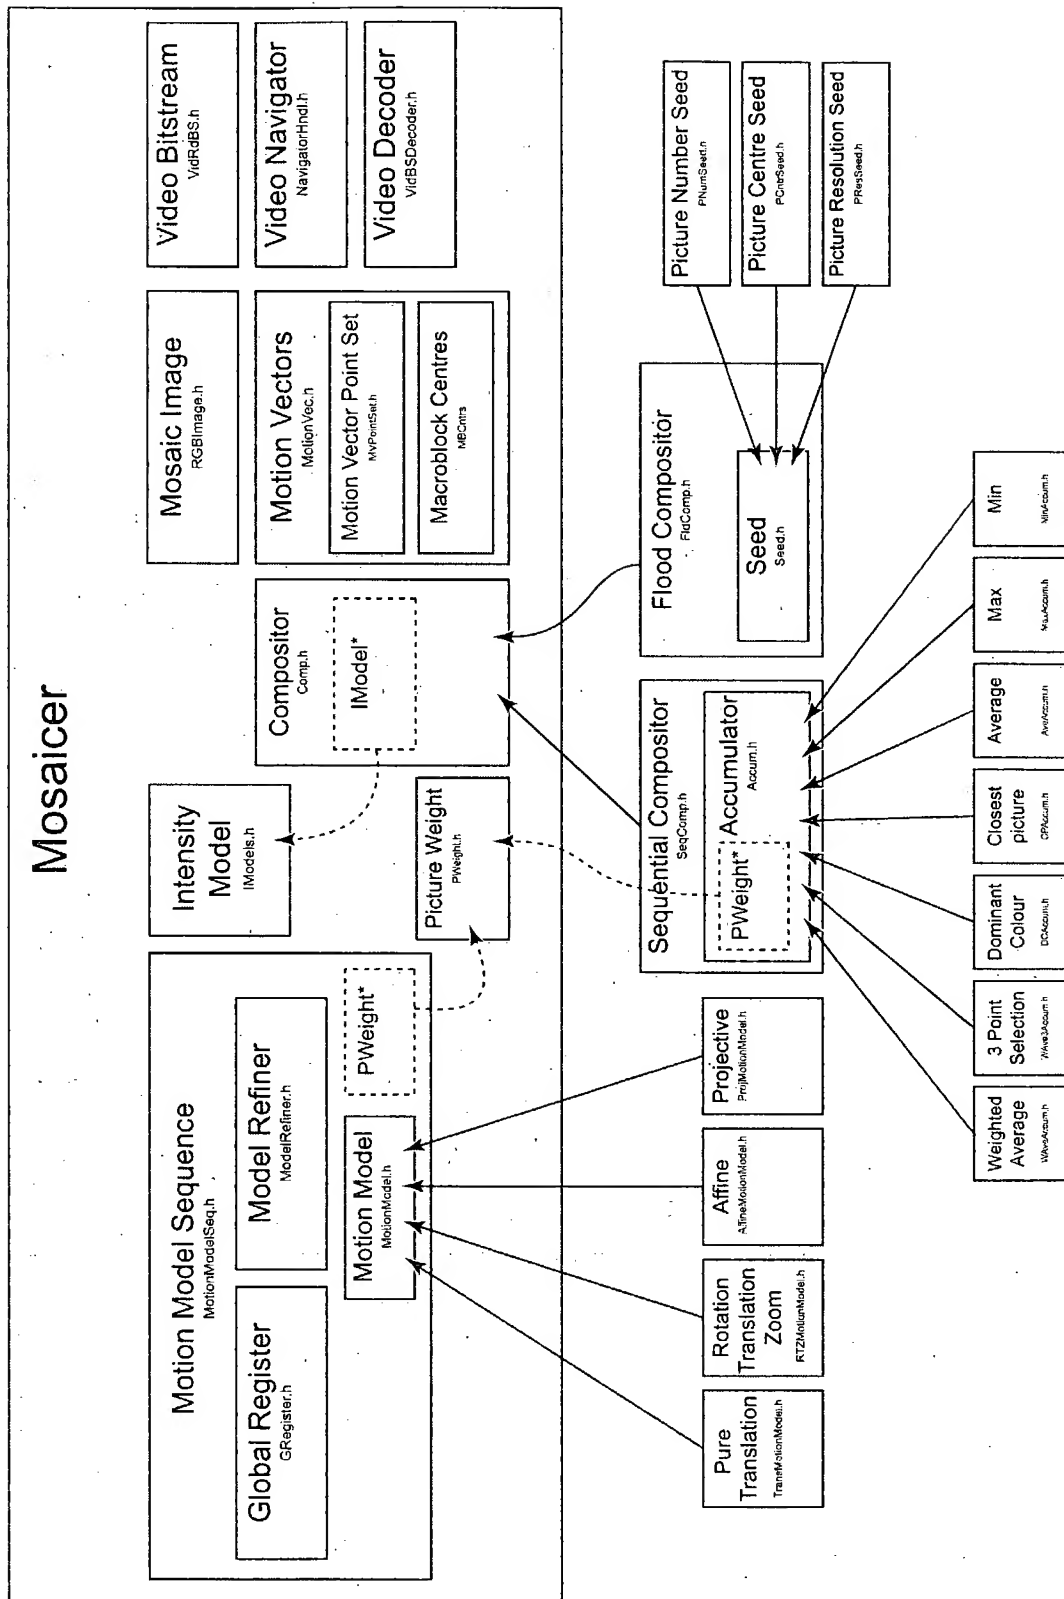 Mosaicer
Motion Model Sequence
MotionModelSeq.h
Global Register
GRegister.h
Model Refiner
ModelRefiner.h
Motion Model
MotionModel.h
PWeight*
Intensity
Model
IModels.h
Picture Weight
PWeight.h
Compositor
Comp.h
IModel*
Mosaic Image
RGBImage.h
Motion Vectors
MotionVec.h
Motion Vector Point Set
MVPointSet.h
Macroblock Centres
MBCntrs
Video Bitstream
VidRdBS.h
Video Navigator
NavigatorHndl.h
Video Decoder
VidBSDecoder.h
Pure
Translation
TransMotionModel.h
Rotation
Translation
Zoom
RTZMotionModel.h
Affine
AffineMotionModel.h
Projective
ProjMotionModel.h
Sequential Compositor
SeqComp.h
PWeight*
Accumulator
Accum.h
Flood Compositor
FldComp.h
Seed
Seed.h
Picture Number Seed
PNumSeed.h
Picture Centre Seed
PCntrSeed.h
Picture Resolution Seed
PResSeed.h
Weighted
Average
WAveAccum.h
3 Point
Selection
WAve3Accum.h
Dominant
Colour
DCAccum.h
Closest
picture
CPAccum.h
Average
AveAccum.h
Max
MaxAccum.h
Min
MinAccum.h